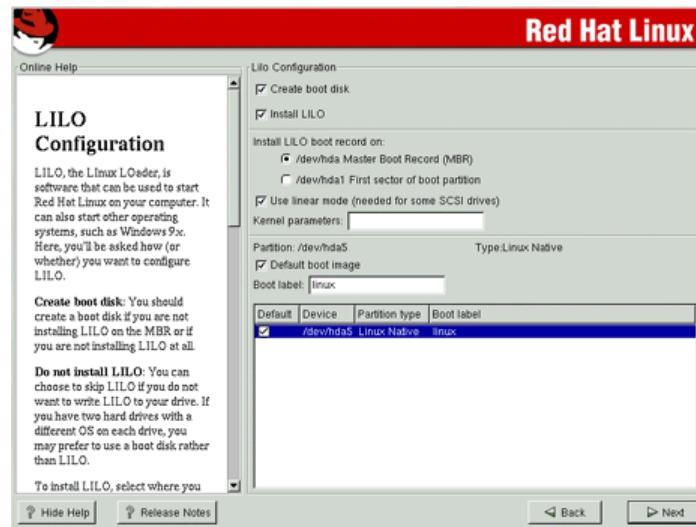 Red Hat Linux
Online Help
LILO
Configuration
LILO, the LInux LOader, is
software that can be used to start
Red Hat Linux on your computer. It
can also start other operating
systems, such as Windows 9x.
Here, you'll be asked how (or
whether) you want to configure
LILO.
Create boot disk: You should
create a boot disk if you are not
installing LILO on the MBR or if
you are not installing LILO at all.
Do not install LILO: You can
choose to skip LILO if you do not
want to write LILO to your drive. If
you have two hard drives with a
different OS on each drive, you
may prefer to use a boot disk rather
than LILO.
To install LILO, select where you
Lilo Configuration
Create boot disk
Install LILO
Install LILO boot record on:
/dev/hda Master Boot Record (MBR)
/dev/hda1 First sector of boot partition
Use linear mode (needed for some SCSI drives)
Kernel parameters:
Partition: /dev/hda5 Type:Linux Native
Default boot image
Boot label: linux
Default Device Partition type Boot label
/dev/hda5 Linux Native linux
Hide Help Release Notes Back Next